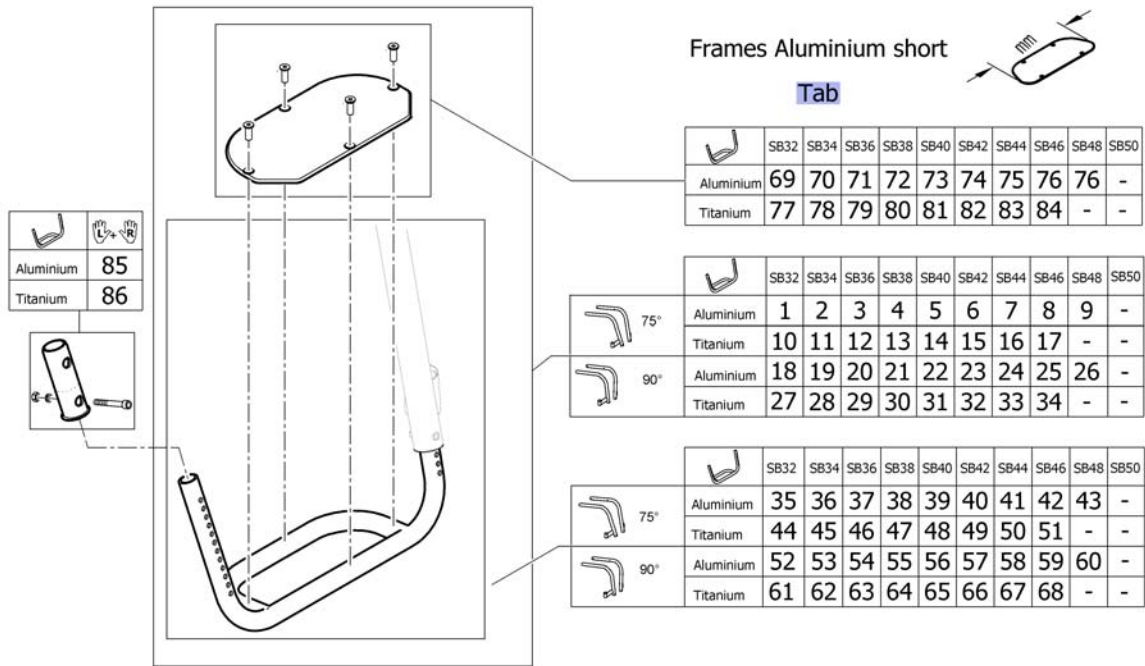 Frames Aluminium short
mm
Tab
SB32 SB34 SB36 SB38 SB40 SB42 SB44 SB46 SB48 SB50
Aluminium 69 70 71 72 73 74 75 76 76 -
Titanium 77 78 79 80 81 82 83 84 - -
L + R
Aluminium 85
Titanium 86
SB32 SB34 SB36 SB38 SB40 SB42 SB44 SB46 SB48 SB50
75° Aluminium 1 2 3 4 5 6 7 8 9 -
Titanium 10 11 12 13 14 15 16 17 - -
90° Aluminium 18 19 20 21 22 23 24 25 26 -
Titanium 27 28 29 30 31 32 33 34 - -
SB32 SB34 SB36 SB38 SB40 SB42 SB44 SB46 SB48 SB50
75° Aluminium 35 36 37 38 39 40 41 42 43 -
Titanium 44 45 46 47 48 49 50 51 - -
90° Aluminium 52 53 54 55 56 57 58 59 60 -
Titanium 61 62 63 64 65 66 67 68 - -